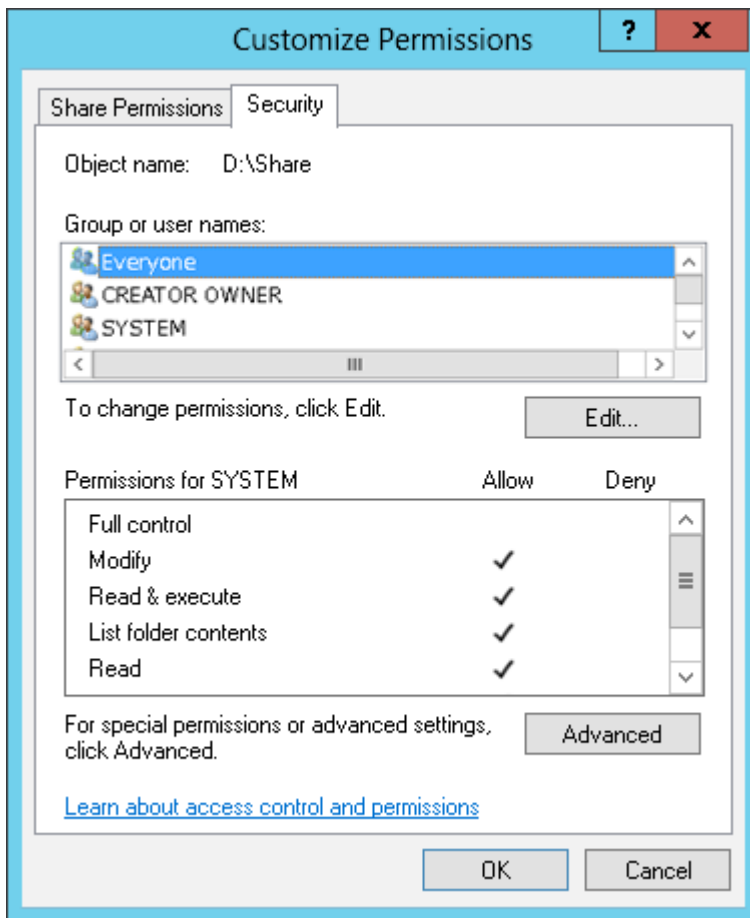 Customize Permissions
? x
Share Permissions Security
Object name: D:\Share
Group or user names:
Everyone
CREATOR OWNER
SYSTEM
To change permissions, click Edit.
Edit...
Permissions for SYSTEM Allow Deny
Full control
Modify
Read & execute
List folder contents
Read
For special permissions or advanced settings,
click Advanced.
Advanced
Learn about access control and permissions
OK Cancel